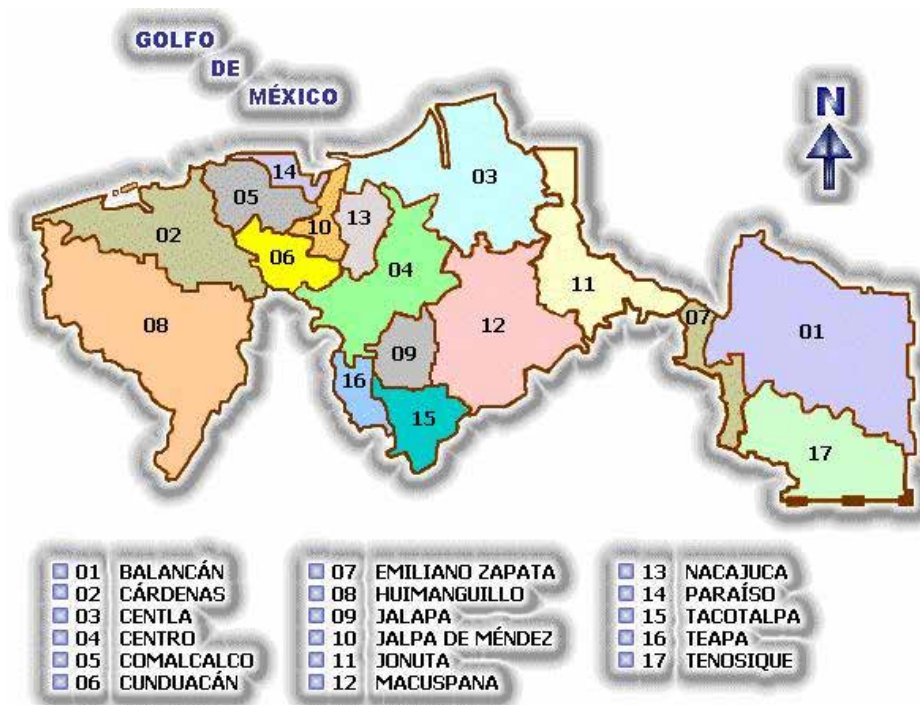 GOLFO
DE
MÉXICO
N
03
14
05
13
10
02
04
06
11
07
08
12
01
09
16
15
17
01 BALANCÁN
02 CÁRDENAS
03 CENTLA
04 CENTRO
05 COMALCALCO
06 CUNDUACÁN
07 EMILIANO ZAPATA
08 HUIMANGUILLO
09 JALAPA
10 JALPA DE MÉNDEZ
11 JONUTA
12 MACUSPANA
13 NACAJUCA
14 PARAÍSO
15 TACOTALPA
16 TEAPA
17 TENOSIQUE